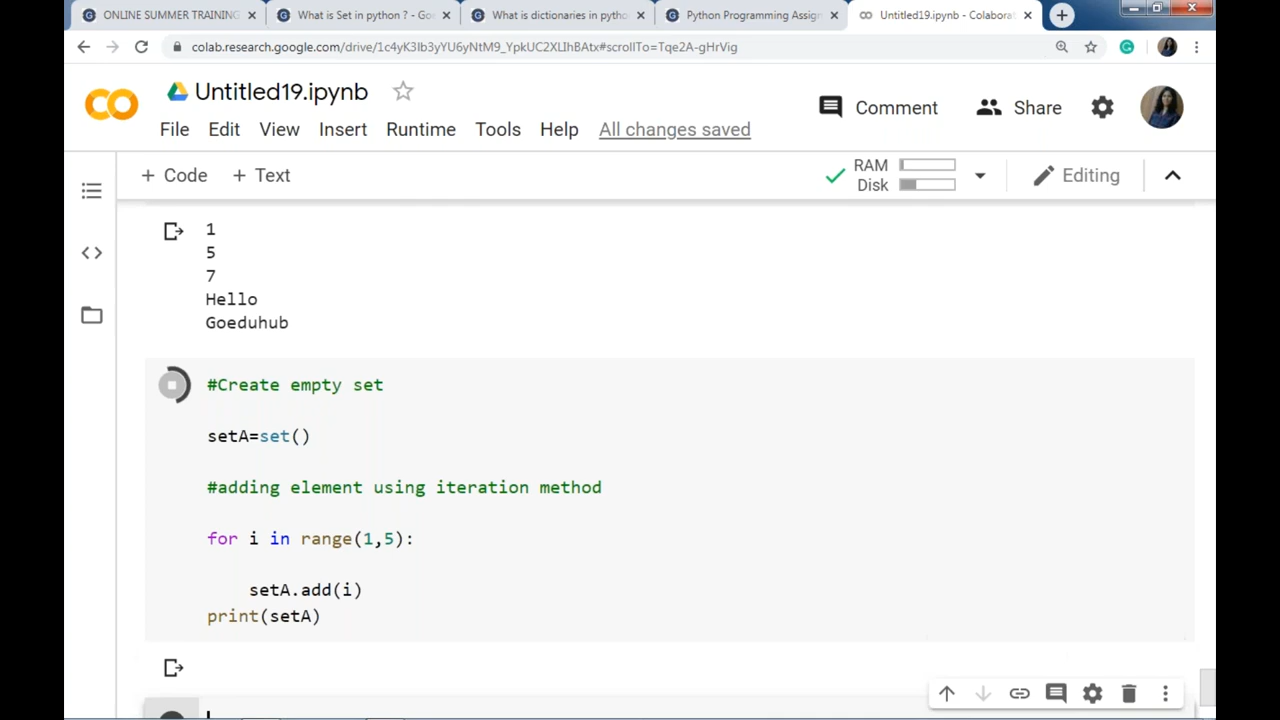 ONLINE SUMMER TRAINING
What is Set in python ? - Goe
What is dictionaries in pytho
Python Programming Assign
Untitled19.ipynb - Colaborat
colab.research.google.com/drive/1c4yK3Ib3yYU6yNtM9_YpkUC2XLIhBAtx#scrollTo=Tqe2A-gHrVig
Untitled19.ipynb
Comment
Share
File Edit View Insert Runtime Tools Help All changes saved
+ Code + Text
RAM
Disk
Editing
1
5
7
Hello
Goeduhub
#Create empty set
setA=set()
#adding element using iteration method
for i in range(1,5):
setA.add(i)
print(setA)